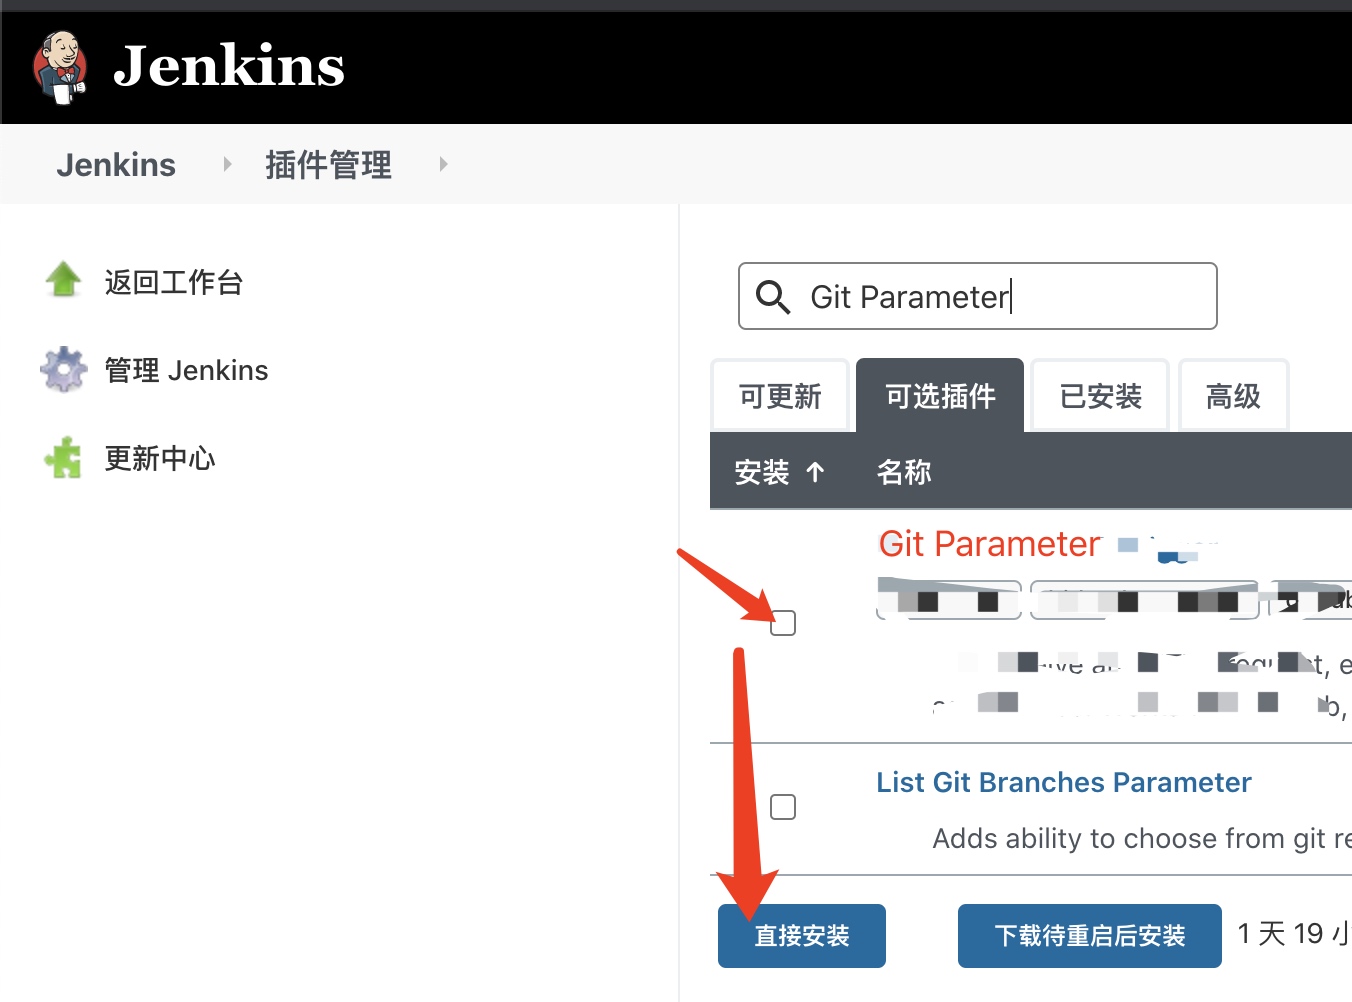 Jenkins
Jenkins 插件管理
返回工作台
管理 Jenkins
更新中心
Git Parameter
可更新 可选插件 已安装 高级
安装 ↑ 名称
Git Parameter
List Git Branches Parameter
Adds ability to choose from git re
直接安装 下载待重启后安装 1 天 19 小